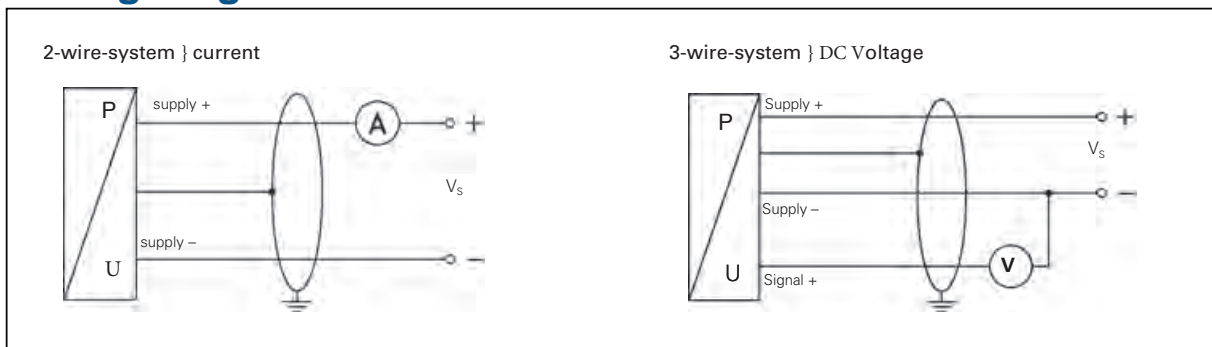 2-wire-system } current
P
supply +
A
+
VS
supply –
U
–
3-wire-system } DC Voltage
P
Supply +
+
VS
Supply –
–
V
U
Signal +